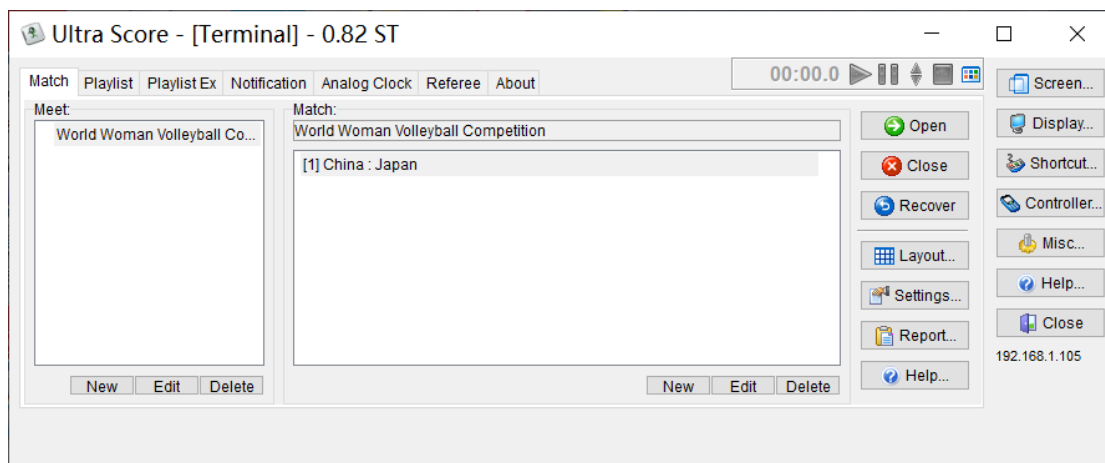 Ultra Score - [Terminal] - 0.82 ST
Match Playlist Playlist Ex Notification Analog Clock Referee About
00:00.0
Meet:
World Woman Volleyball Co...
New Edit Delete
Match:
World Woman Volleyball Competition
[1] China : Japan
New Edit Delete
Open
Close
Recover
Layout...
Settings...
Report...
Help...
Screen...
Display...
Shortcut...
Controller...
Misc...
Help...
Close
192.168.1.105